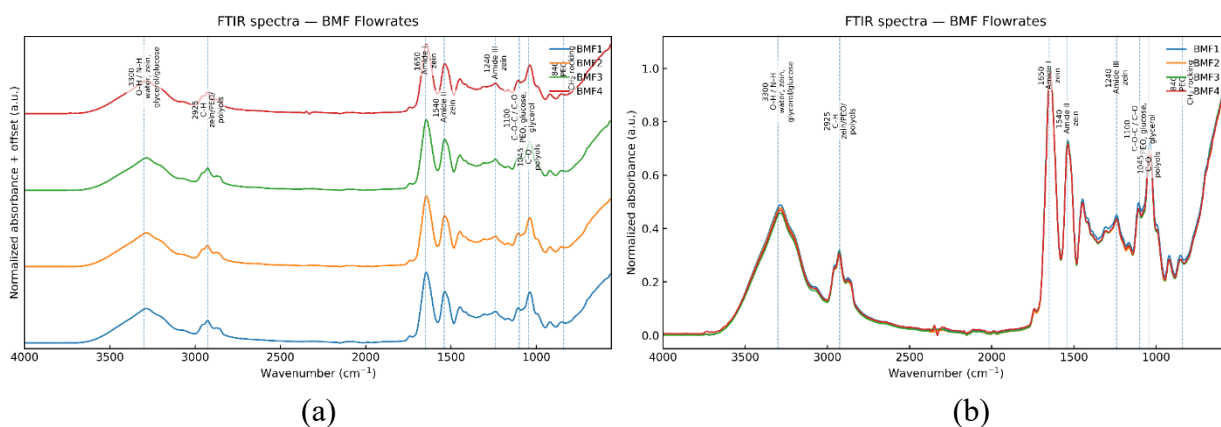 FTIR spectra — BMF Flowrates
Normalized absorbance + offset (a.u.)
3300
O–H / N–H
water, zein,
glycerol/glucose
2925
C–H
zein/PEO/
polyols
1650
Amide I
zein
1540
Amide II
zein
1240
Amide III
zein
1100
C–O–C / C–O
PEO, glucose,
glycerol
1045
C–O
polyols
840
PEO
CH₂ rocking
BMF1
BMF2
BMF3
BMF4
4000 3500 3000 2500 2000 1500 1000
Wavenumber (cm⁻¹)
(a)
FTIR spectra — BMF Flowrates
Normalized absorbance (a.u.)
1.0
0.8
0.6
0.4
0.2
0.0
3300
O–H / N–H
water, zein,
glycerol/glucose
2925
C–H
zein/PEO/
polyols
1650
Amide I
zein
1540
Amide II
zein
1240
Amide III
zein
1100
C–O–C / C–O
PEO, glucose,
glycerol
1045
C–O
polyols
840
PEO
CH₂ rocking
BMF1
BMF2
BMF3
BMF4
4000 3500 3000 2500 2000 1500 1000
Wavenumber (cm⁻¹)
(b)